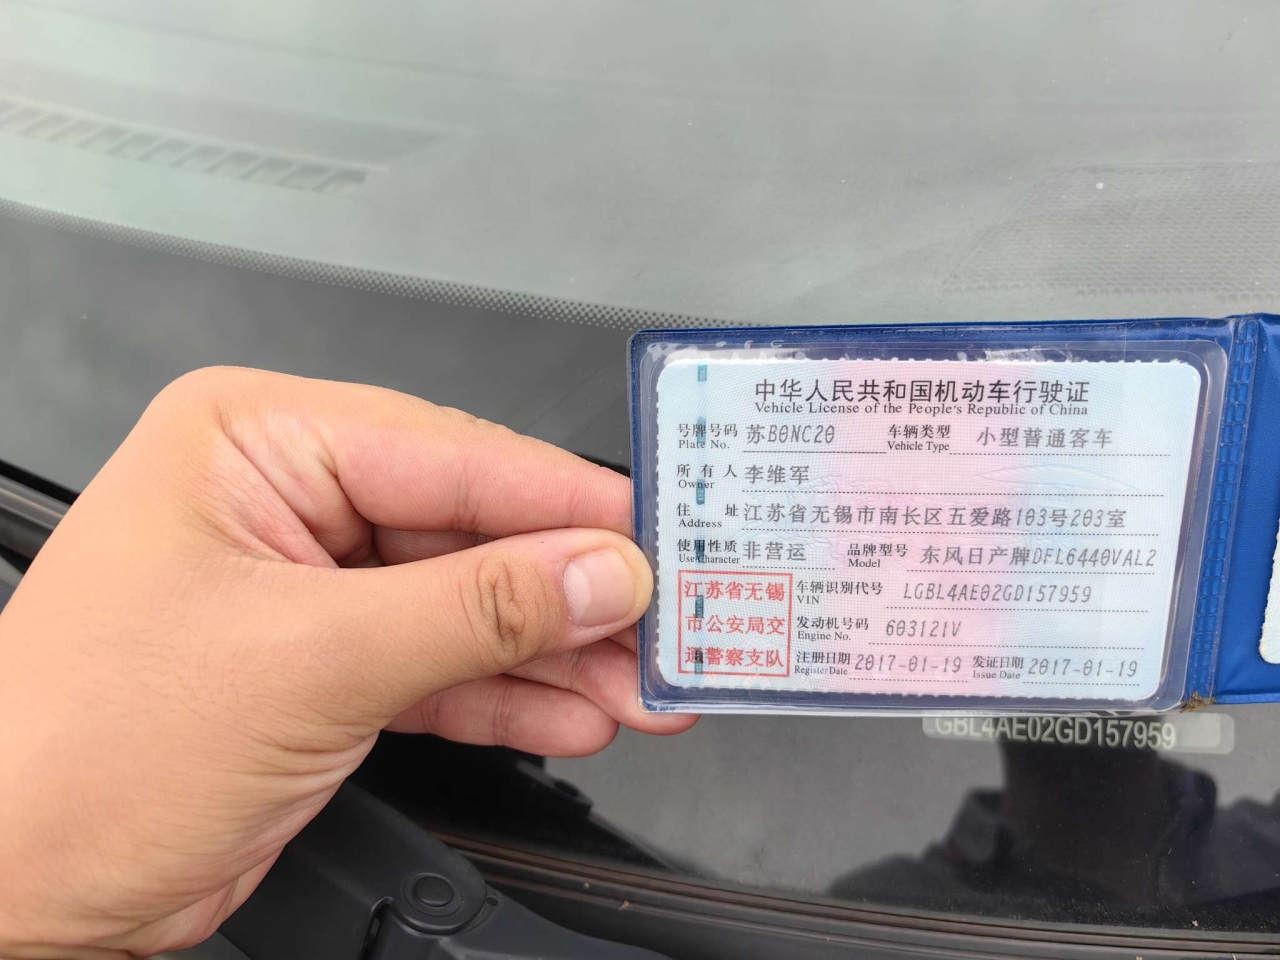 中华人民共和国机动车行驶证
Vehicle License of the People's Republic of China
号牌号码 苏B0NC20 车辆类型 小型普通客车
Plate No. Vehicle Type
所有人 李维军
Owner
住址 江苏省无锡市南长区五爱路103号203室
Address
使用性质 非营运 品牌型号 东风日产牌DFL6440VAL2
Use Character Model
江苏省无锡 车辆识别代号 LGBL4AE02GD157959
VIN
市公安局交 发动机号码 603121V
Engine No.
通警察支队 注册日期 2017-01-19 发证日期 2017-01-19
Register Date Issue Date
GBL4AE02GD157959